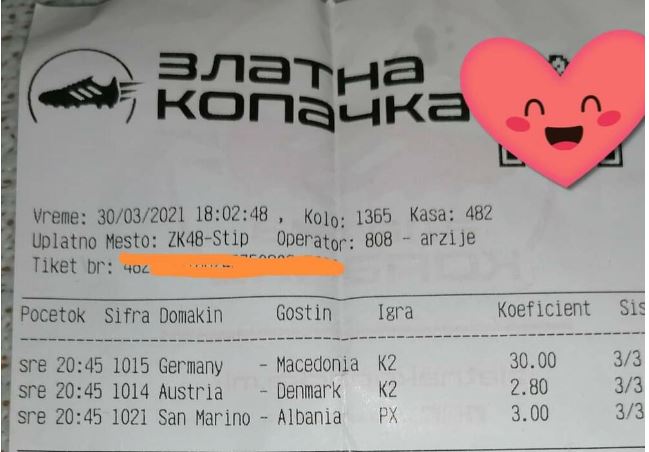 ЗЛАТНА
КОПАЧКА
Vreme: 30/03/2021 18:02:48 , Kolo: 1365 Kasa: 482
Uplatno Mesto: ZK48-Stip Operator: 808 - arzije
Tiket br:
Pocetok Sifra Domakin Gostin Igra Koeficient Sis
sre 20:45 1015 Germany - Macedonia K2 30.00 3/3
sre 20:45 1014 Austria - Denmark K2 2.80 3/3
sre 20:45 1021 San Marino - Albania PX 3.00 3/3